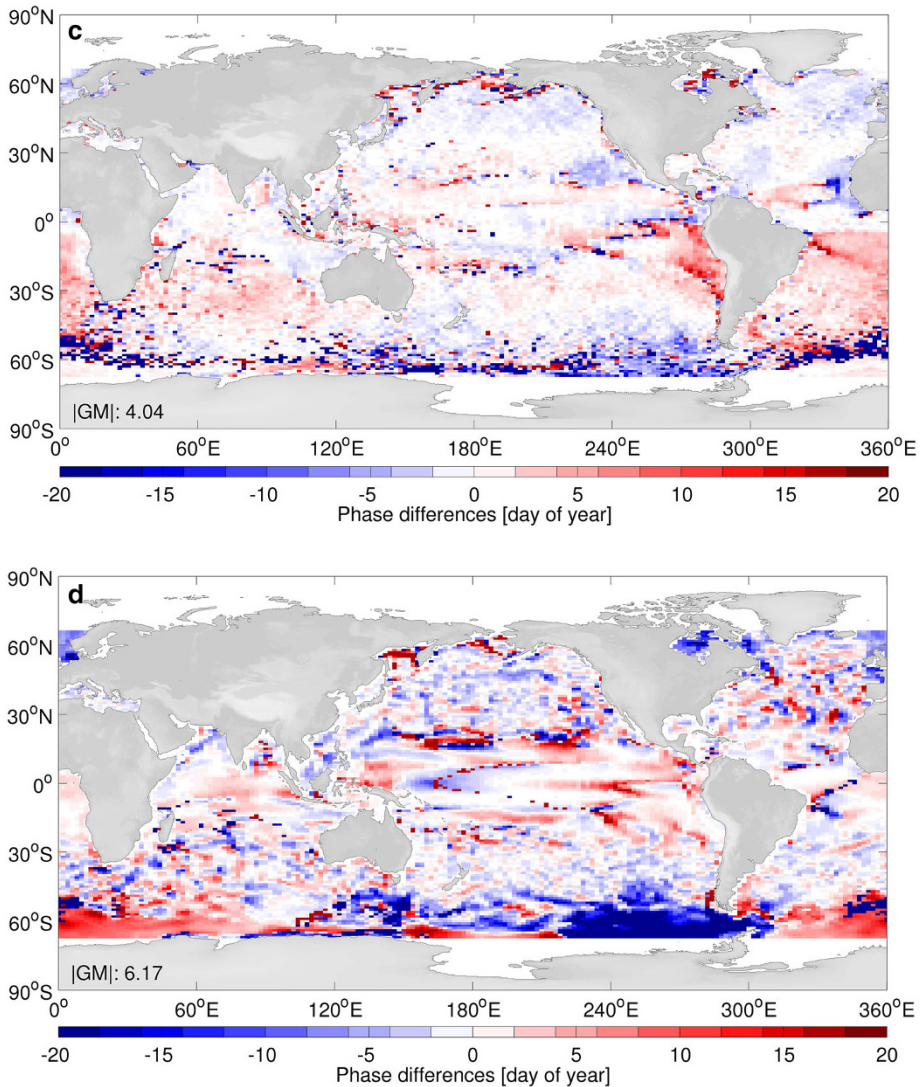 c
90°N
60°N
30°N
0°
30°S
60°S
90°S
|GM|: 4.04
0° 60°E 120°E 180°E 240°E 300°E 360°E
-20 -15 -10 -5 0 5 10 15 20
Phase differences [day of year]
d
90°N
60°N
30°N
0°
30°S
60°S
90°S
|GM|: 6.17
0° 60°E 120°E 180°E 240°E 300°E 360°E
-20 -15 -10 -5 0 5 10 15 20
Phase differences [day of year]